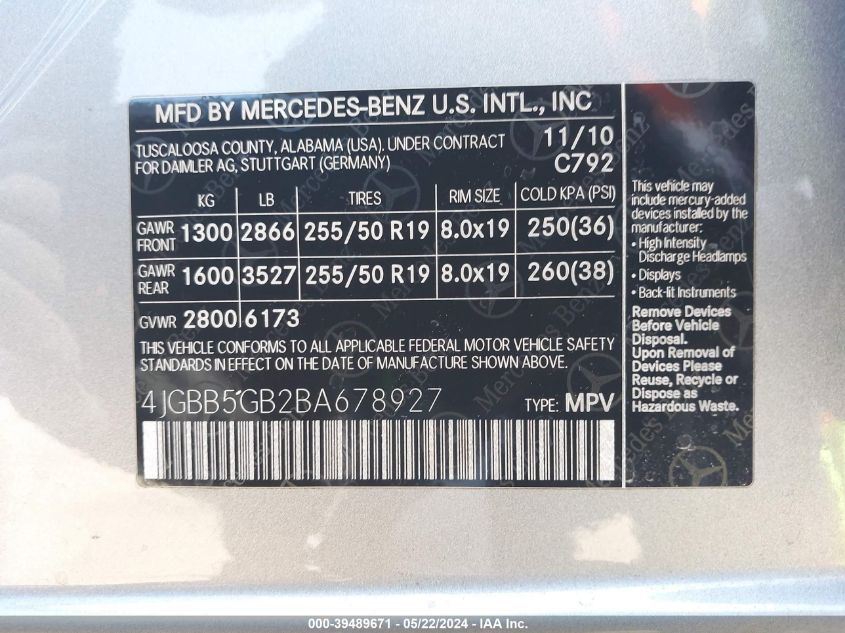 MFD BY MERCEDES-BENZ U.S. INTL., INC
TUSCALOOSA COUNTY, ALABAMA (USA). UNDER CONTRACT
FOR DAIMLER AG, STUTTGART (GERMANY)
11/10
C792
KG LB TIRES RIM SIZE COLD KPA (PSI)
GAWR FRONT 1300 2866 255/50 R19 8.0x19 250(36)
GAWR REAR 1600 3527 255/50 R19 8.0x19 260(38)
GVWR 2800 6173
THIS VEHICLE CONFORMS TO ALL APPLICABLE FEDERAL MOTOR VEHICLE SAFETY
STANDARDS IN EFFECT ON THE DATE OF MANUFACTURE SHOWN ABOVE.
4JGBB5GB2BA678927 TYPE: MPV
This vehicle may
include mercury-added
devices installed by the
manufacturer:
• High Intensity
Discharge Headlamps
• Displays
• Back-lit Instruments
Remove Devices
Before Vehicle
Disposal.
Upon Removal of
Devices Please
Reuse, Recycle or
Dispose as
Hazardous Waste.
000-39489671 - 05/22/2024 - IAA Inc.